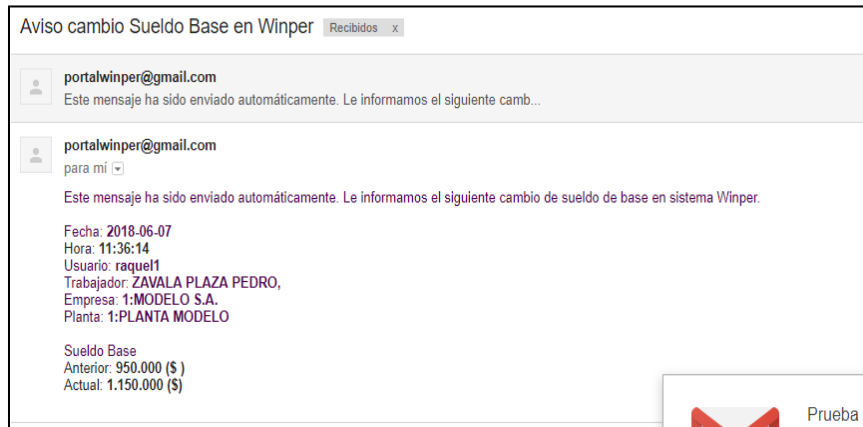 Aviso cambio Sueldo Base en Winper Recibidos x
portalwinper@gmail.com
Este mensaje ha sido enviado automáticamente. Le informamos el siguiente camb...
portalwinper@gmail.com
para mí
Este mensaje ha sido enviado automáticamente. Le informamos el siguiente cambio de sueldo de base en sistema Winper.
Fecha: 2018-06-07
Hora: 11:36:14
Usuario: raquel1
Trabajador: ZAVALA PLAZA PEDRO,
Empresa: 1:MODELO S.A.
Planta: 1:PLANTA MODELO
Sueldo Base
Anterior: 950.000 ($ )
Actual: 1.150.000 ($)
Prueba